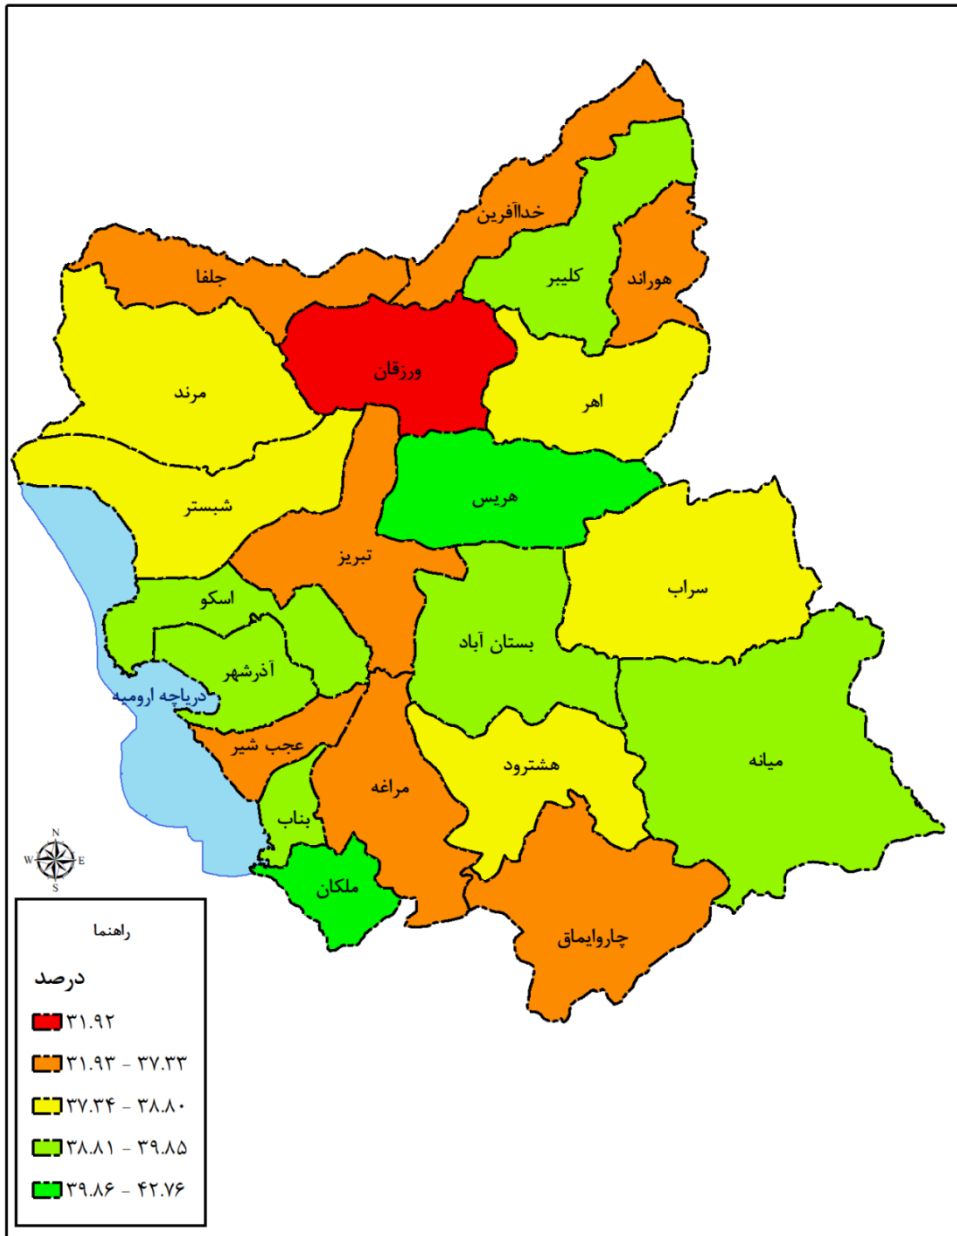 خداآفرین
کلیبر
هوراند
جلفا
ورزقان
مرند
اهر
هریس
شبستر
تبریز
سراب
اسکو
بستان آباد
آذرشهر
دریاچه ارومیه
عجب شیر
هشترود
میانه
مراغه
بناب
ملکان
چاروایماق
N
W
E
S
راهنما
درصد
۳۱.۹۲
۳۱.۹۳ - ۳۷.۳۳
۳۷.۳۴ - ۳۸.۸۰
۳۸.۸۱ - ۳۹.۸۵
۳۹.۸۶ - ۴۲.۷۶